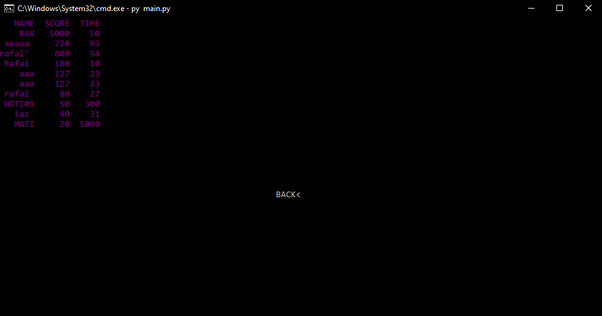 C:\Windows\System32\cmd.exe - py main.py
NAME SCORE TIME
RAV 5000 50
aaaaa 720 93
rafal' 600 54
Rafal 180 10
aaa 127 23
aaa 127 23
rafal 80 27
WOTI01 50 300
iaz 40 31
MATI 20 5000
BACK<